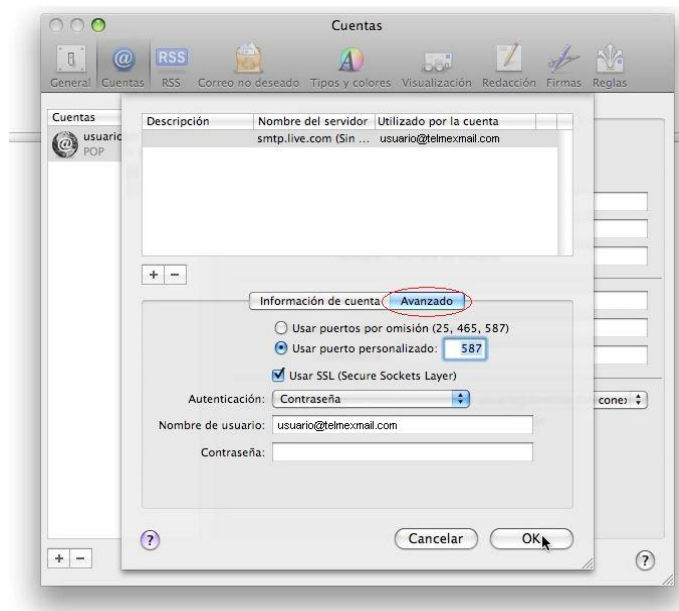 Cuentas
General Cuentas RSS Correo no deseado Tipos y colores Visualización Redacción Firmas Reglas
Cuentas
usuario
POP
Descripción Nombre del servidor Utilizado por la cuenta
smtp.live.com (Sin ... usuario@telmexmail.com
+ −
Información de cuenta Avanzado
Usar puertos por omisión (25, 465, 587)
Usar puerto personalizado: 587
Usar SSL (Secure Sockets Layer)
Autenticación: Contraseña
cone
Nombre de usuario: usuario@telmexmail.com
Contraseña:
? Cancelar OK
+ − ?